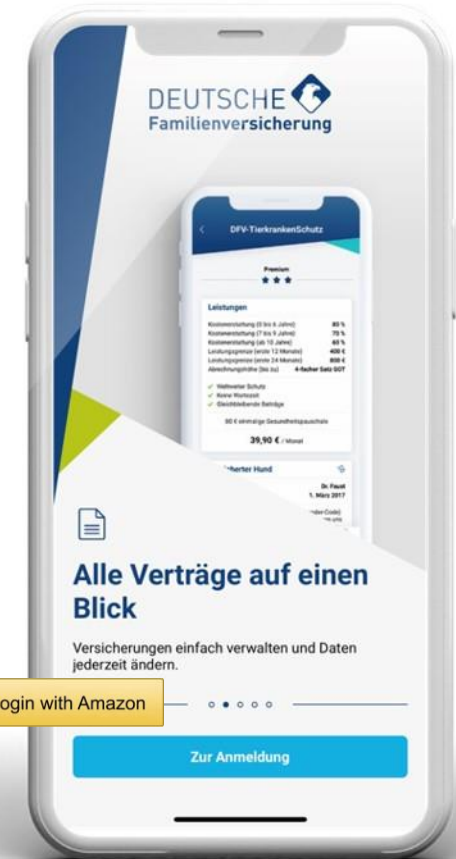 DEUTSCHE
Familienversicherung
DFV-TierkrankenSchutz
Premium
Leistungen
Kostenerstattung (0 bis 6 Jahre) 80 %
Kostenerstattung (7 bis 9 Jahre) 70 %
Kostenerstattung (ab 10 Jahre) 60 %
Leistungsgrenze (erste 12 Monate) 400 €
Leistungsgrenze (erste 24 Monate) 800 €
Abrechnungshöhe (bis zu) 4-facher Satz GOT
Weltweiter Schutz
Keine Wartezeit
Gleichbleibende Beiträge
80 € einmalige Gesundheitspauschale
39,90 € / Monat
herter Hund
Dr. Faust
1. März 2017
Alle Verträge auf einen
Blick
Versicherungen einfach verwalten und Daten
jederzeit ändern.
ogin with Amazon
Zur Anmeldung